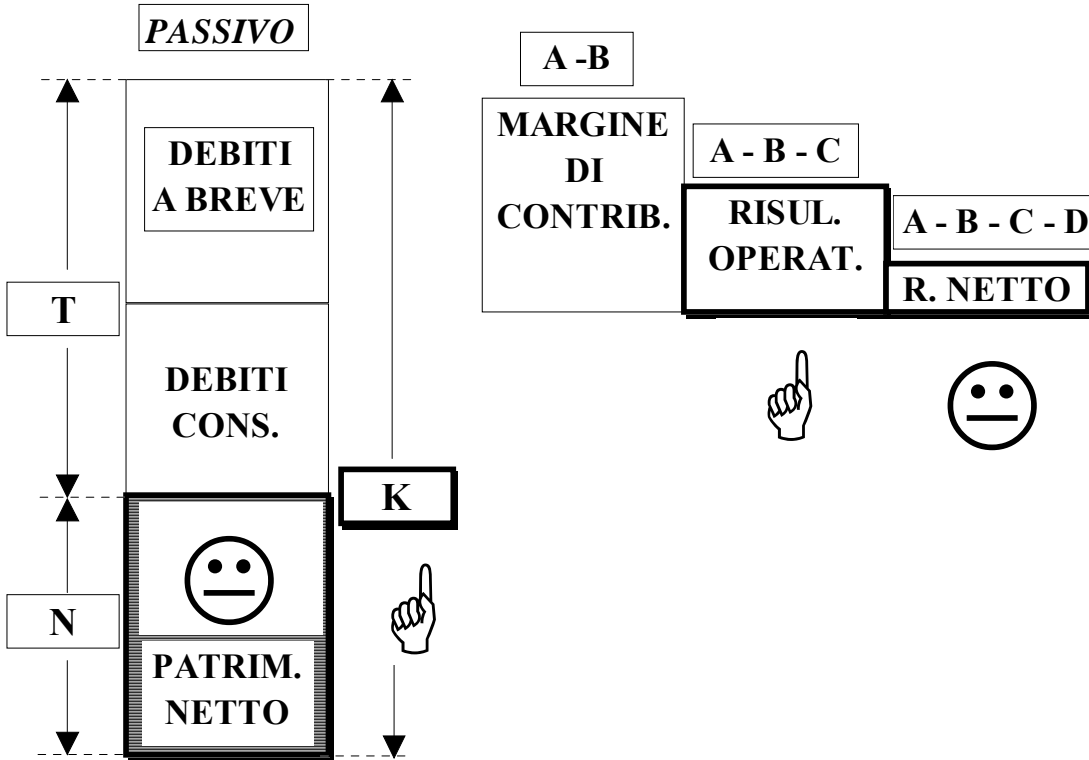 PASSIVO
DEBITI
A BREVE
T
DEBITI
CONS.
K
N
PATRIM.
NETTO
A -B
MARGINE
DI
CONTRIB.
A - B - C
RISUL.
OPERAT.
A - B - C - D
R. NETTO